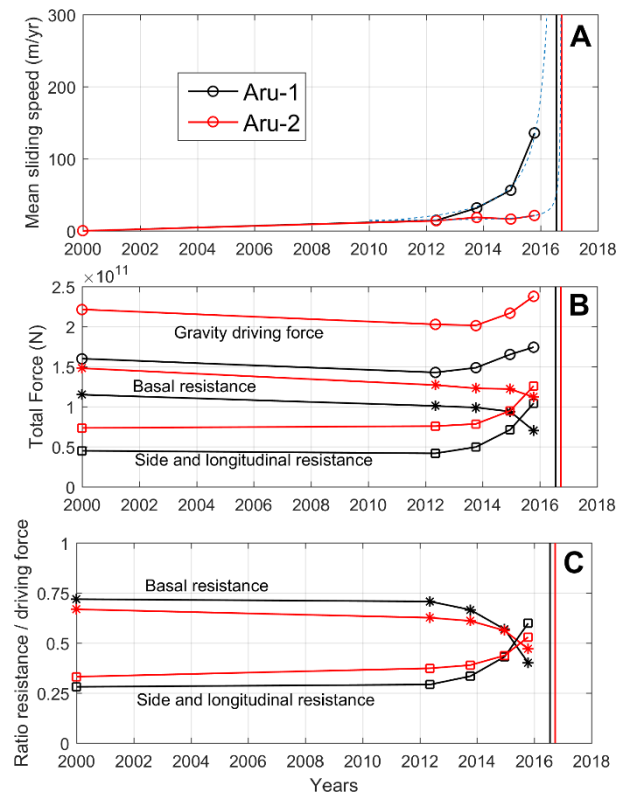 A
Mean sliding speed (m/yr)
300
200
100
0
Aru-1
Aru-2
2000 2002 2004 2006 2008 2010 2012 2014 2016 2018
×10^11
B
Total Force (N)
2.5
2
1.5
1
0.5
0
Gravity driving force
Basal resistance
Side and longitudinal resistance
2000 2002 2004 2006 2008 2010 2012 2014 2016 2018
C
Ratio resistance / driving force
1
0.75
0.5
0.25
0
Basal resistance
Side and longitudinal resistance
2000 2002 2004 2006 2008 2010 2012 2014 2016 2018
Years